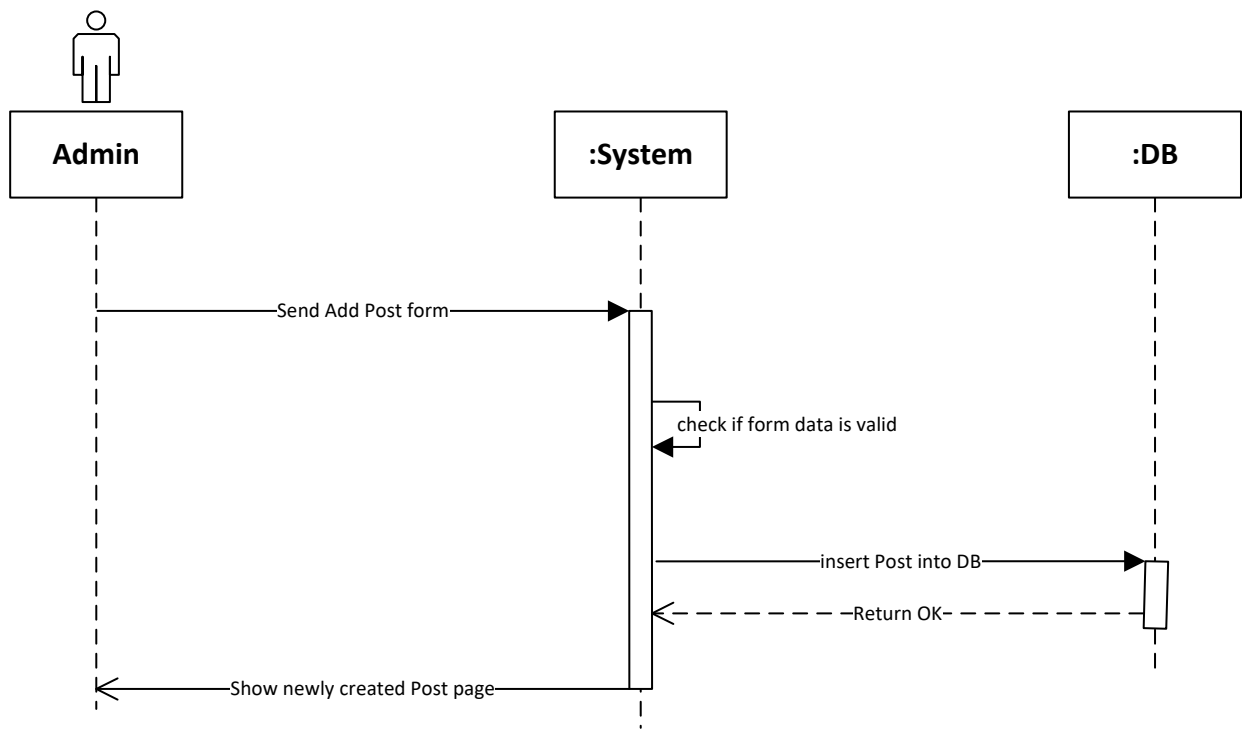 Admin
:System
:DB
Send Add Post form
check if form data is valid
insert Post into DB
Return OK
Show newly created Post page